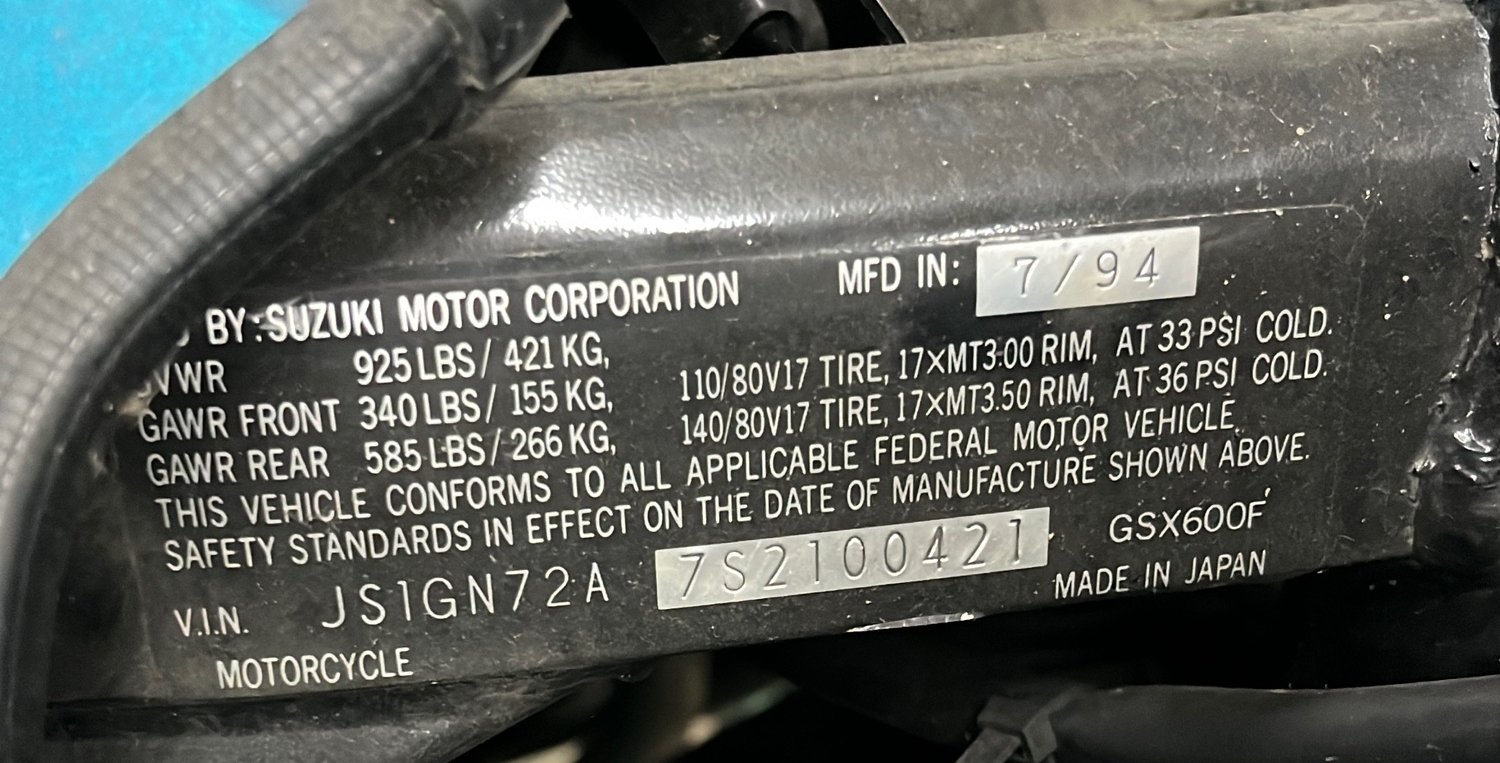 BY: SUZUKI MOTOR CORPORATION MFD IN: 7/94
GVWR 925 LBS/ 421 KG,
GAWR FRONT 340 LBS/ 155 KG, 110/80V17 TIRE, 17×MT3.00 RIM, AT 33 PSI COLD.
GAWR REAR 585 LBS/ 266 KG, 140/80V17 TIRE, 17×MT3.50 RIM, AT 36 PSI COLD.
THIS VEHICLE CONFORMS TO ALL APPLICABLE FEDERAL MOTOR VEHICLE
SAFETY STANDARDS IN EFFECT ON THE DATE OF MANUFACTURE SHOWN ABOVE.
V.I.N. JS1GN72A 7S2100421 GSX600F
MOTORCYCLE MADE IN JAPAN